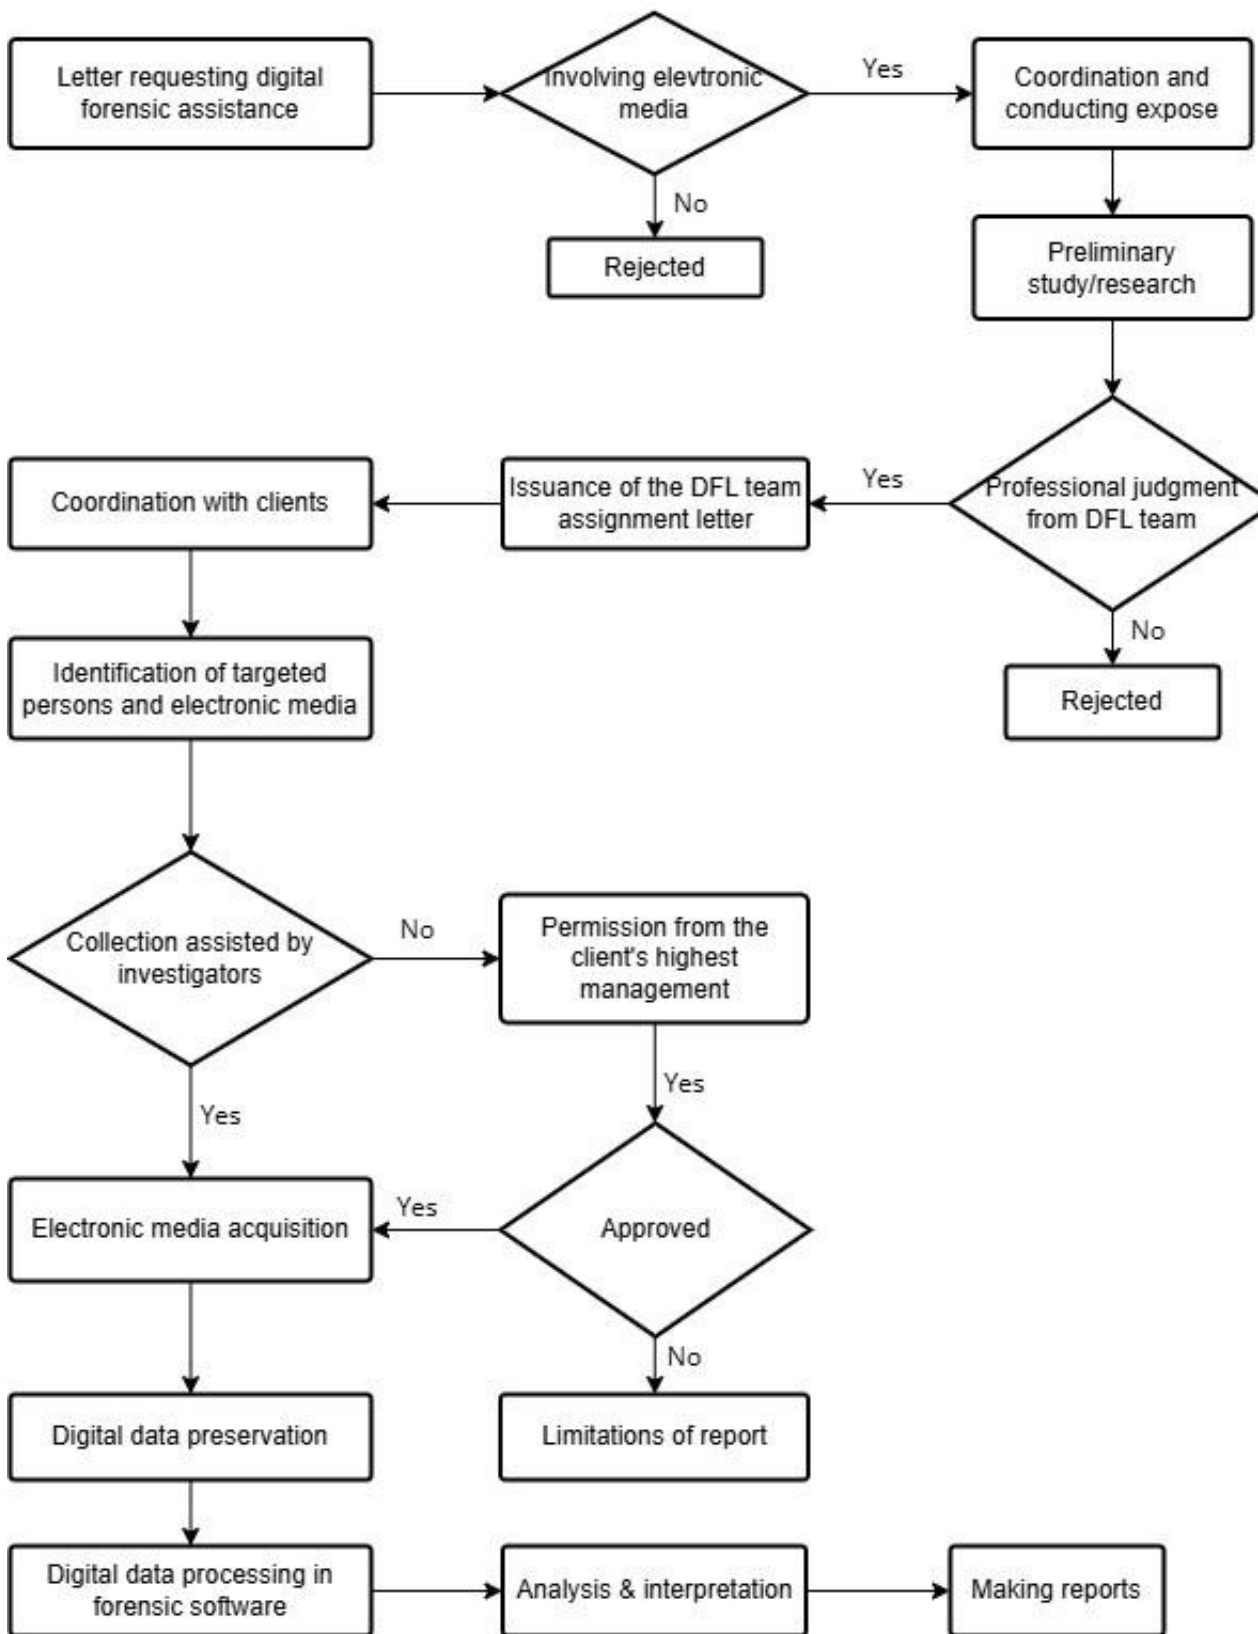 Letter requesting digital
forensic assistance
Involving elevtronic
media
Yes
Coordination and
conducting expose
No
Rejected
Preliminary
study/research
Professional judgment
from DFL team
Yes
Issuance of the DFL team
assignment letter
Coordination with clients
No
Rejected
Identification of targeted
persons and electronic media
Collection assisted by
investigators
No
Permission from the
client's highest
management
Yes
Yes
Approved
Yes
Electronic media acquisition
No
Limitations of report
Digital data preservation
Digital data processing in
forensic software
Analysis & interpretation
Making reports